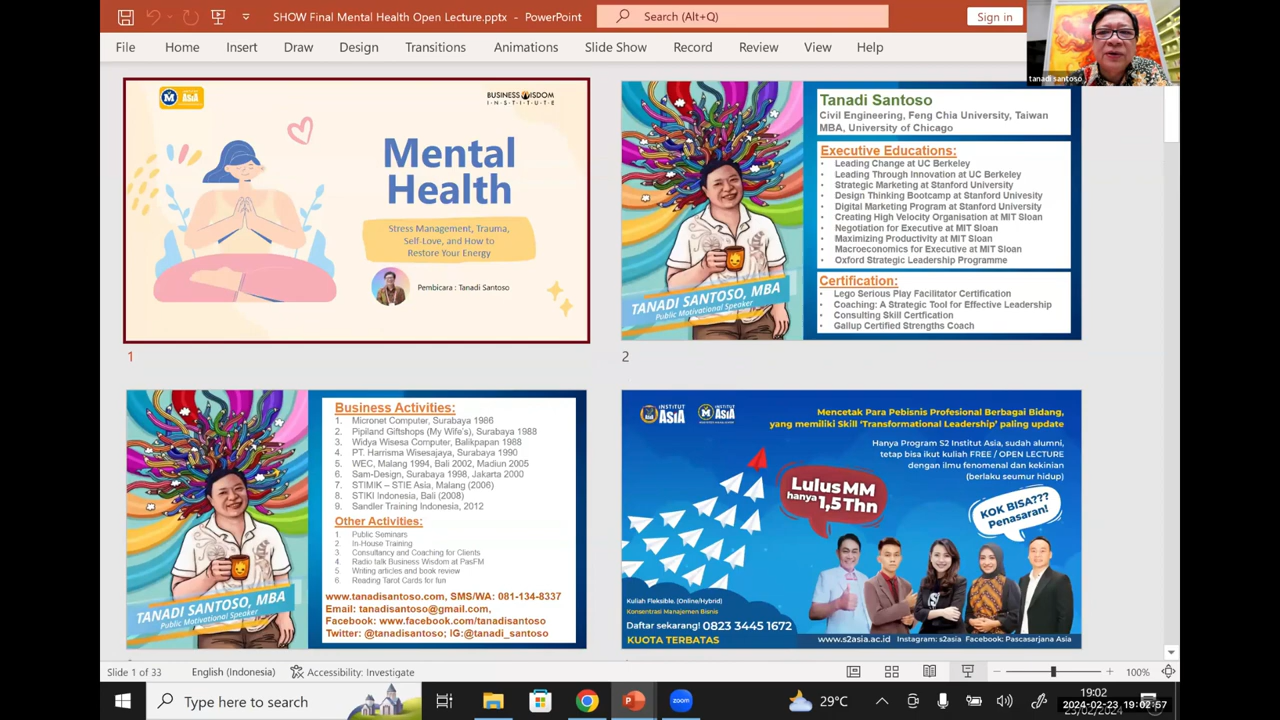 SHOW Final Mental Health Open Lecture.pptx - PowerPoint
Search (Alt+Q)
Sign in
File Home Insert Draw Design Transitions Animations Slide Show Record Review View Help
tanadi santoso
ASIA
BUSINESS WISDOM
INSTITUTE
Mental
Health
Stress Management, Trauma,
Self-Love, and How to
Restore Your Energy
Pembicara : Tanadi Santoso
1
TANADI SANTOSO, MBA
Public Motivational Speaker
Tanadi Santoso
Civil Engineering, Feng Chia University, Taiwan
MBA, University of Chicago
Executive Educations:
• Leading Change at UC Berkeley
• Leading Through Innovation at UC Berkeley
• Strategic Marketing at Stanford University
• Design Thinking Bootcamp at Stanford Univesity
• Digital Marketing Program at Stanford University
• Creating High Velocity Organisation at MIT Sloan
• Negotiation for Executive at MIT Sloan
• Maximizing Productivity at MIT Sloan
• Macroeconomics for Executive at MIT Sloan
• Oxford Strategic Leadership Programme
Certification:
• Lego Serious Play Facilitator Certification
• Coaching: A Strategic Tool for Effective Leadership
• Consulting Skill Certfication
• Gallup Certified Strengths Coach
2
TANADI SANTOSO, MBA
Public Motivational Speaker
Business Activities:
1. Micronet Computer, Surabaya 1986
2. Pipiland Giftshops (My Wife's), Surabaya 1988
3. Widya Wisesa Computer, Balikpapan 1988
4. PT. Harrisma Wisesajaya, Surabaya 1990
5. WEC, Malang 1994, Bali 2002, Madiun 2005
6. Sam-Design, Surabaya 1998, Jakarta 2000
7. STIMIK – STIE Asia, Malang (2006)
8. STIKI Indonesia, Bali (2008)
9. Sandler Training Indonesia, 2012
Other Activities:
1. Public Seminars
2 In-House Training
3. Consultancy and Coaching for Clients
4 Radio talk Business Wisdom at PasFM
5 Writing articles and book review
6 Reading Tarot Cards for fun
www.tanadisantoso.com, SMS/WA: 081-134-8337
Email: tanadisantoso@gmail.com,
Facebook: www.facebook.com/tanadisantoso
Twitter: @tanadisantoso; IG:@tanadi_santoso
INSTITUT ASIA
INSTITUT ASIA
Mencetak Para Pebisnis Profesional Berbagai Bidang,
yang memiliki Skill 'Transformational Leadership' paling update
Hanya Program S2 Institut Asia, sudah alumni,
tetap bisa ikut kuliah FREE / OPEN LECTURE
dengan ilmu fenomenal dan kekinian
(berlaku seumur hidup)
Lulus MM
hanya 1,5 Thn
KOK BISA???
Penasaran!
Kuliah Fleksible. (Online/Hybrid)
Konsentrasi Manajemen Bisnis
Daftar sekarang! 0823 3445 1672
KUOTA TERBATAS
www.s2asia.ac.id Instagram: s2asia Facebook: Pascasarjana Asia
Slide 1 of 33 English (Indonesia) Accessibility: Investigate 100%
Type here to search
zoom
29°C
19:02
2024-02-23 19:02:57